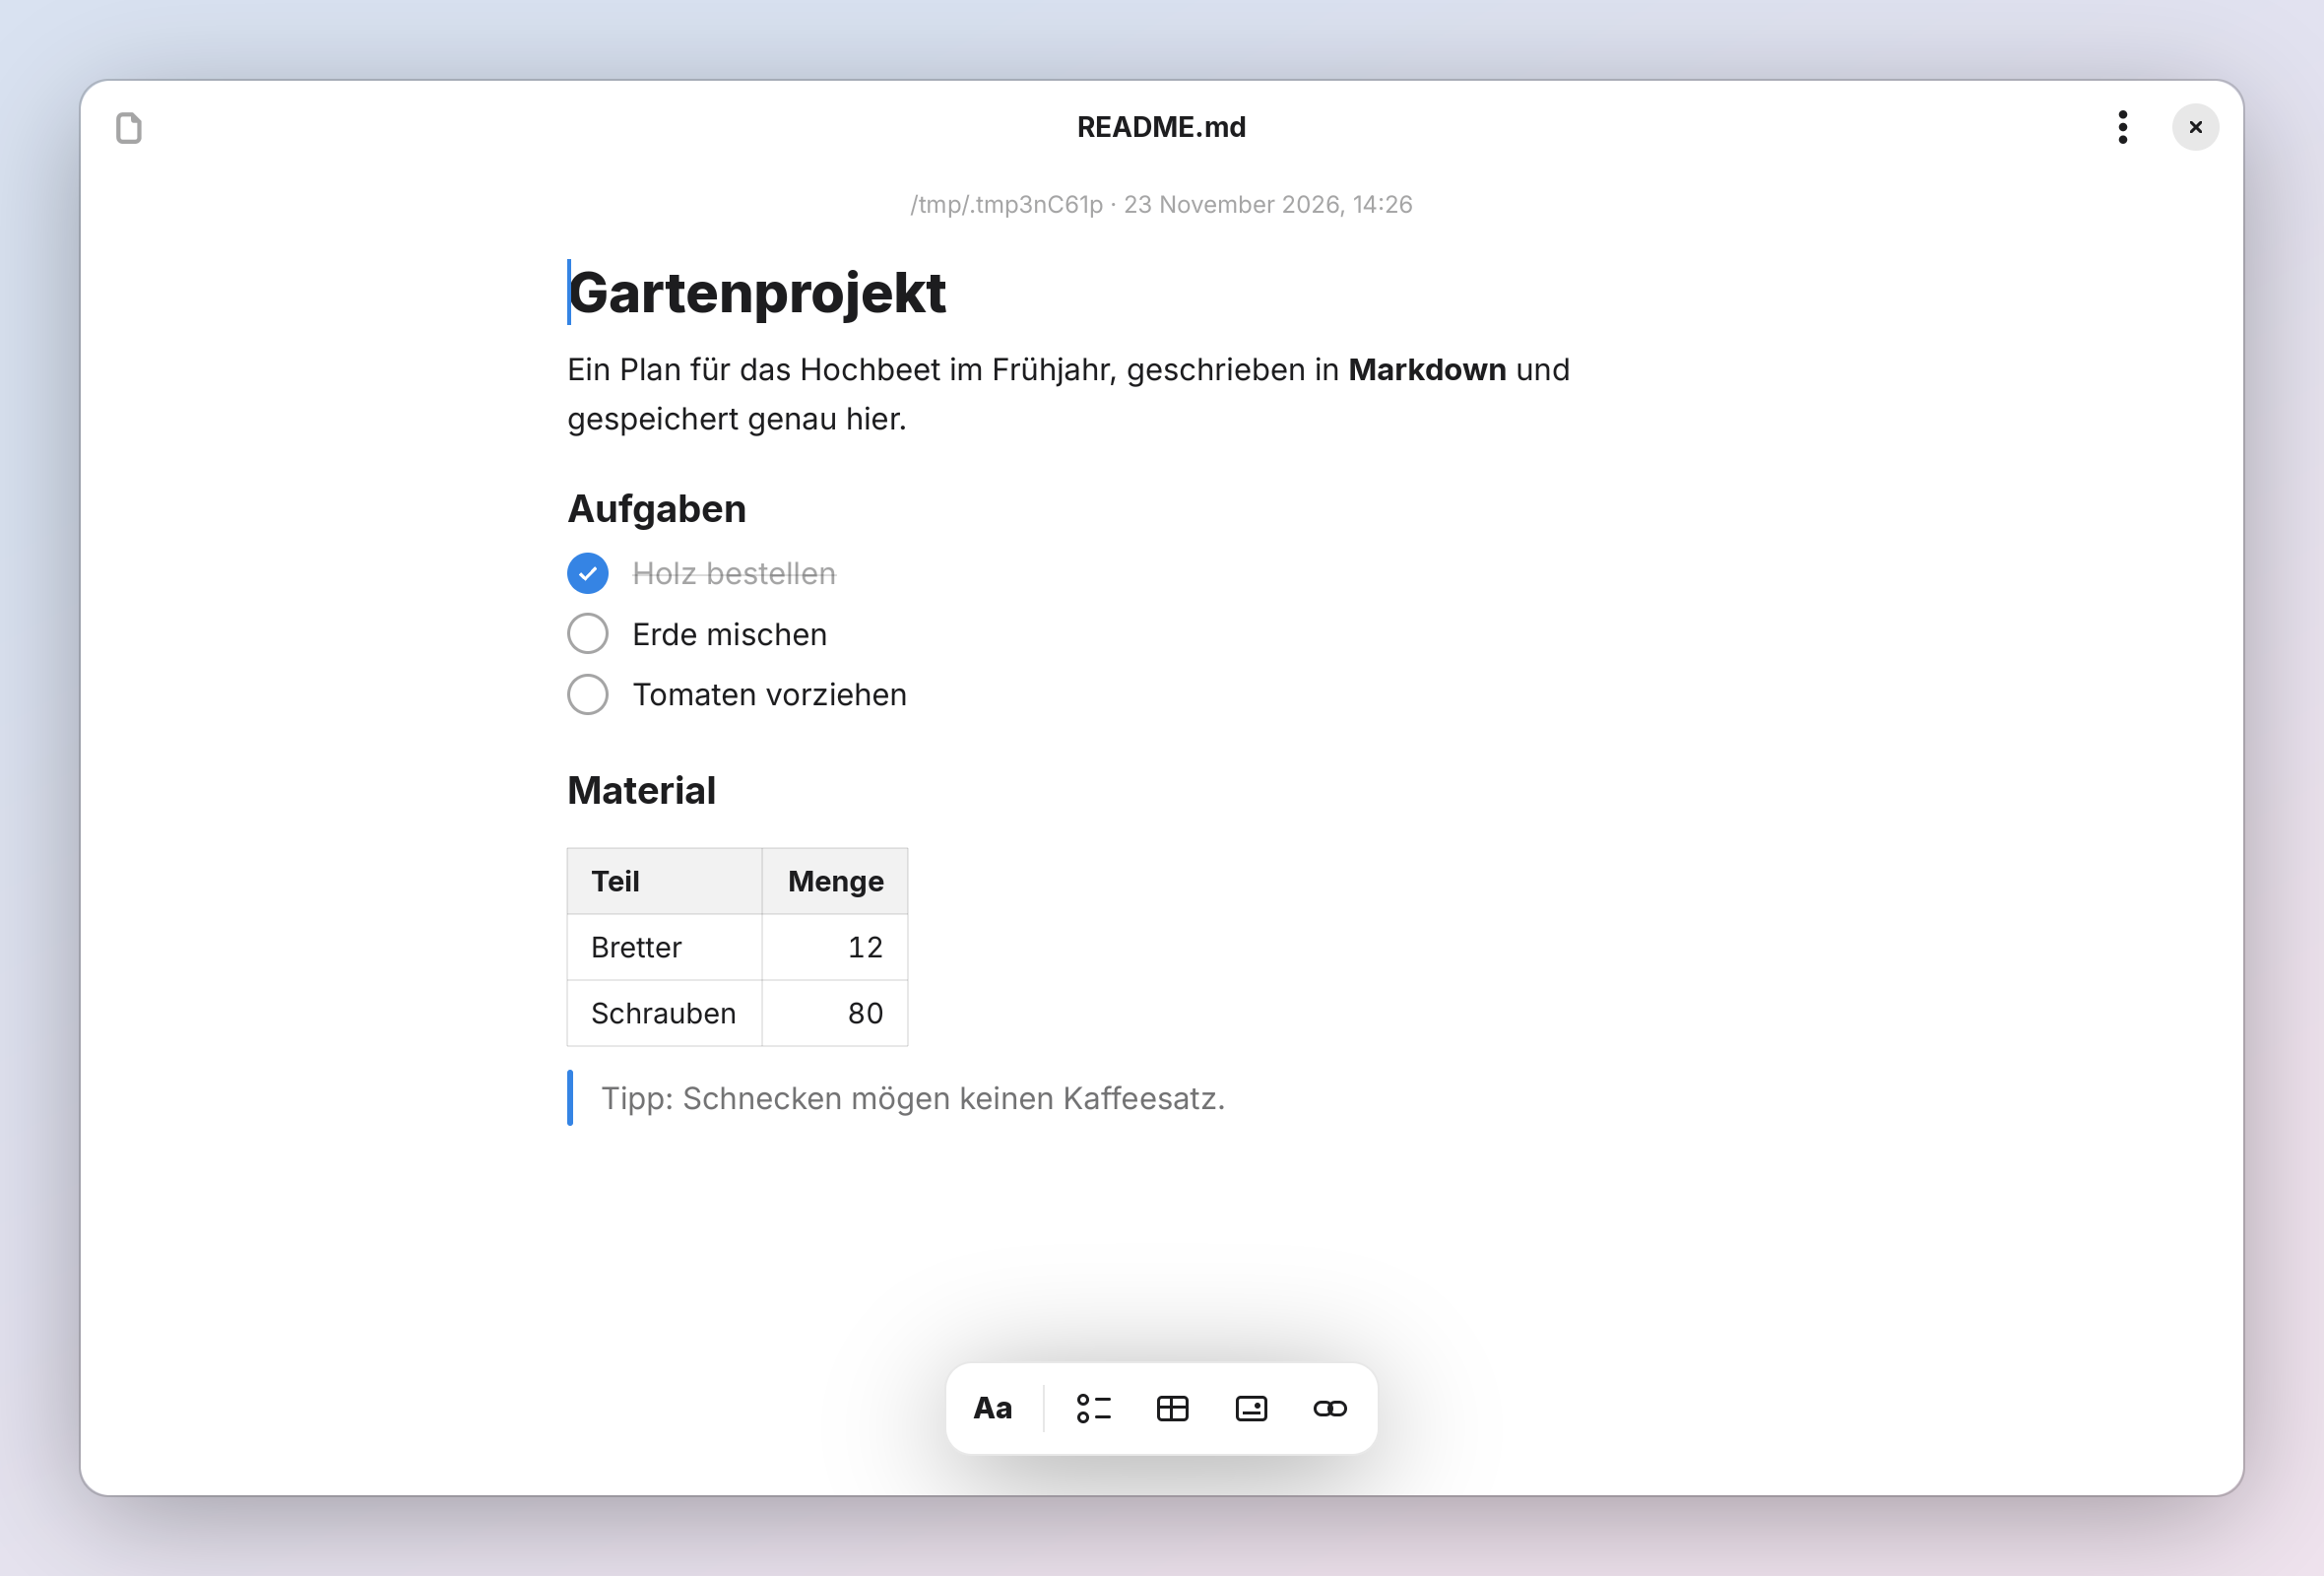 README.md
/tmp/.tmp3nC61p · 23 November 2026, 14:26
Gartenprojekt
Ein Plan für das Hochbeet im Frühjahr, geschrieben in Markdown und
gespeichert genau hier.
Aufgaben
Holz bestellen
Erde mischen
Tomaten vorziehen
Material
Teil Menge
Bretter 12
Schrauben 80
Tipp: Schnecken mögen keinen Kaffeesatz.
Aa